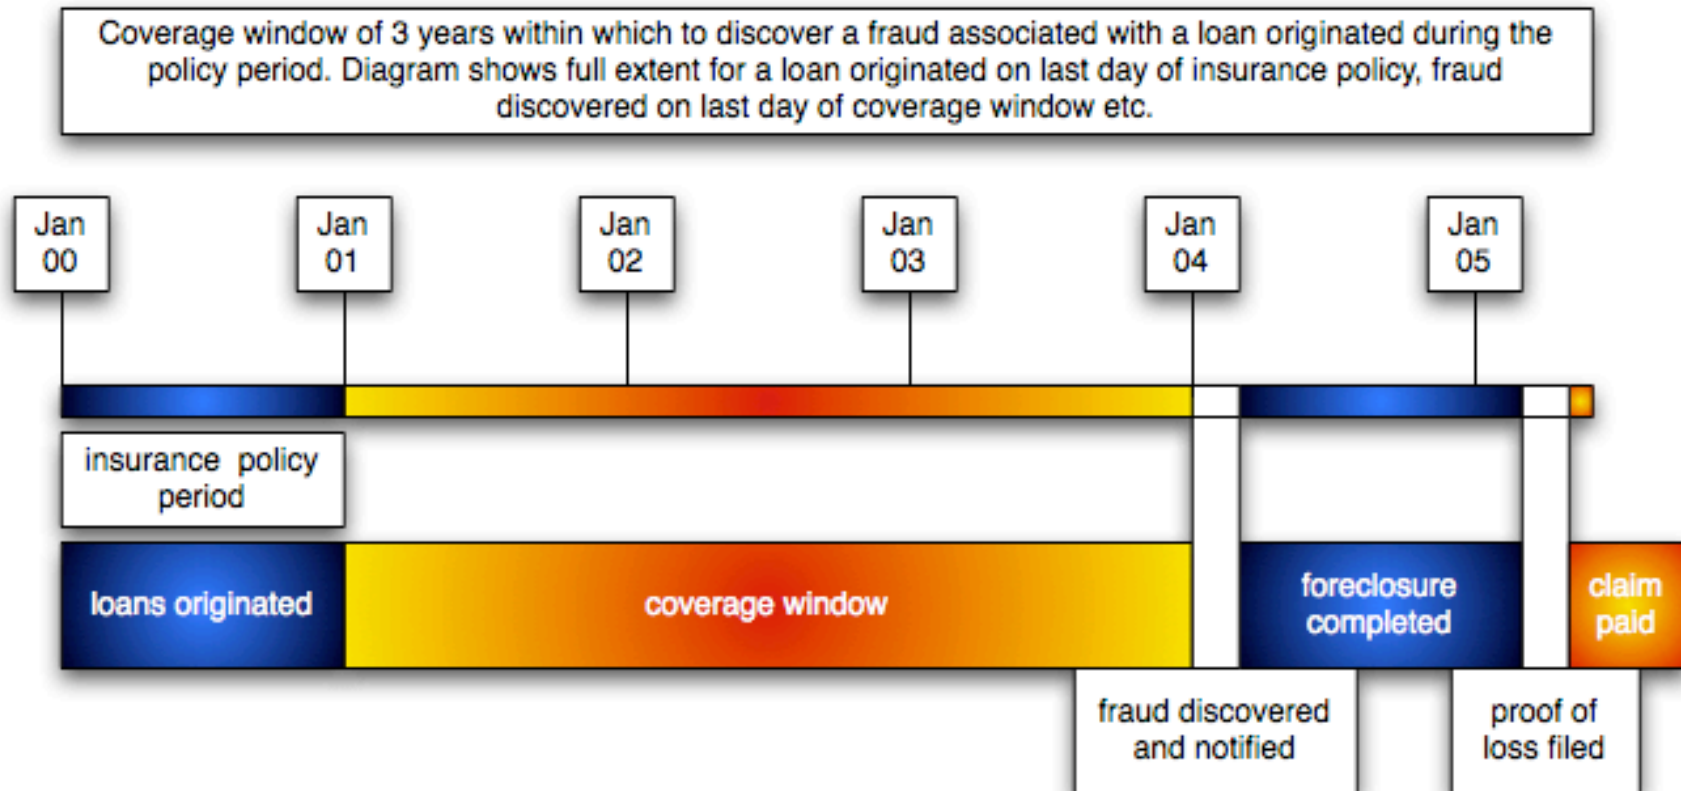 Coverage window of 3 years within which to discover a fraud associated with a loan originated during the
policy period. Diagram shows full extent for a loan originated on last day of insurance policy, fraud
discovered on last day of coverage window etc.
Jan
00
Jan
01
Jan
02
Jan
03
Jan
04
Jan
05
insurance policy
period
loans originated
coverage window
foreclosure
completed
claim
paid
fraud discovered
and notified
proof of
loss filed